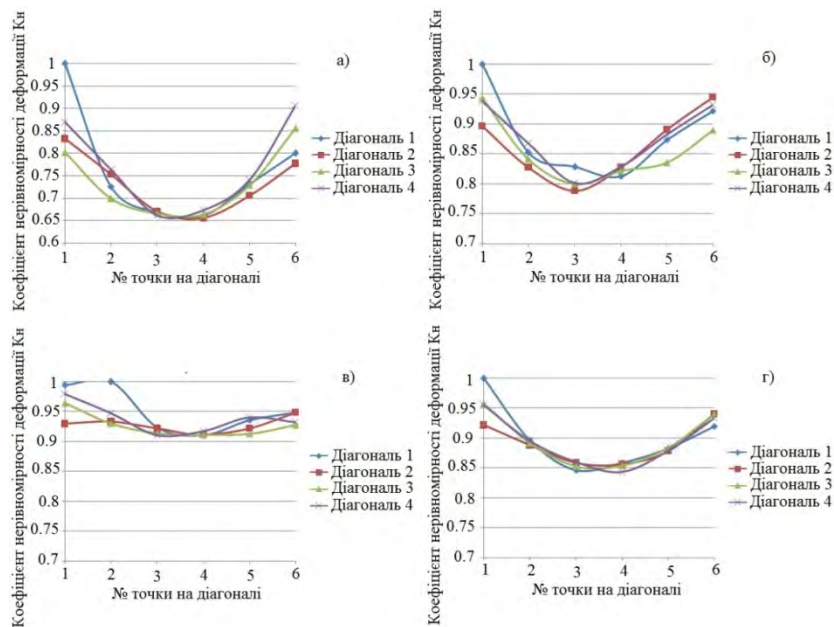 а)
Коефіцієнт нерівномірності деформації Кн
1
0.95
0.9
0.85
0.8
0.75
0.7
0.65
0.6
1 2 3 4 5 6
№ точки на діагоналі
Діагональ 1
Діагональ 2
Діагональ 3
Діагональ 4
б)
Коефіцієнт нерівномірності деформації Кн
1
0.95
0.9
0.85
0.8
0.75
0.7
1 2 3 4 5 6
№ точки на діагоналі
Діагональ 1
Діагональ 2
Діагональ 3
Діагональ 4
в)
Коефіцієнт нерівномірності деформації Кн
1
0.95
0.9
0.85
0.8
0.75
0.7
1 2 3 4 5 6
№ точки на діагоналі
Діагональ 1
Діагональ 2
Діагональ 3
Діагональ 4
г)
Коефіцієнт нерівномірності деформації Кн
1
0.95
0.9
0.85
0.8
0.75
0.7
1 2 3 4 5 6
№ точки на діагоналі
Діагональ 1
Діагональ 2
Діагональ 3
Діагональ 4